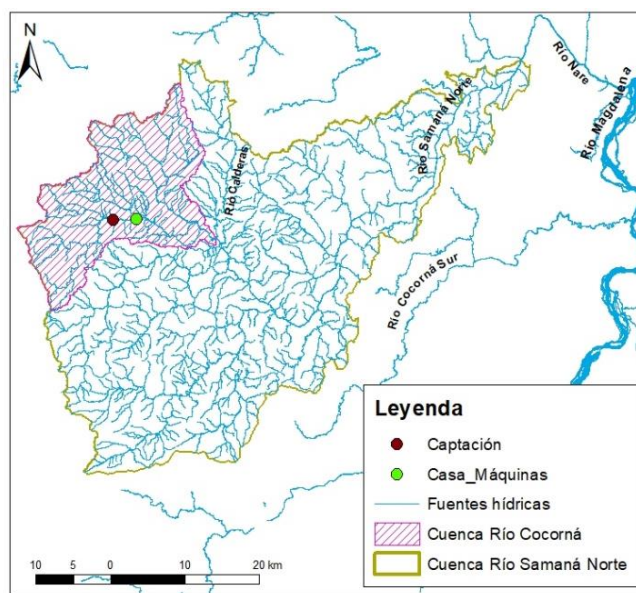 N
Río Nare
Río Magdalena
Río Samaná Norte
Río Calderas
Río Cocorná Sur
Leyenda
Captación
Casa_Máquinas
Fuentes hídricas
Cuenca Río Cocorná
Cuenca Río Samaná Norte
10 5 0 10 20 km